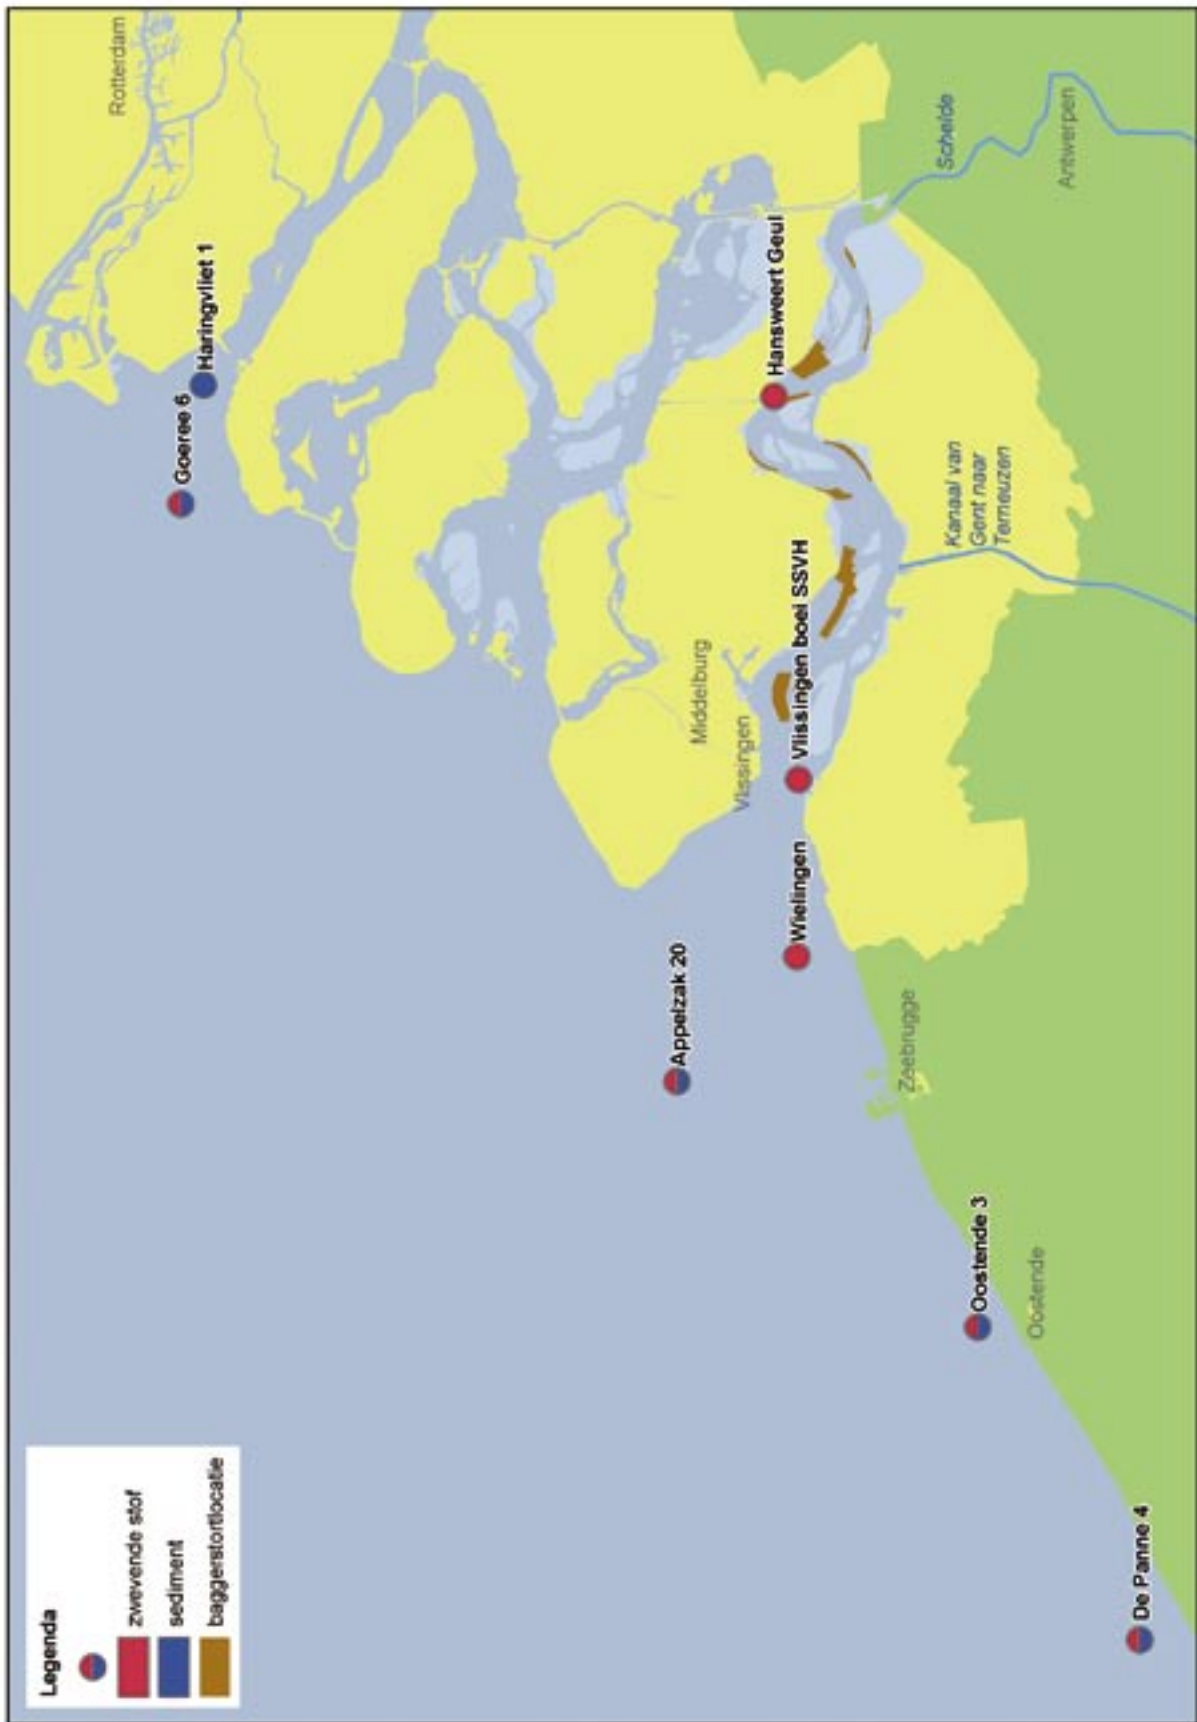 Legenda
zwevende stof
sediment
baggerstortlocatie
Rotterdam
Haringvliet 1
Goeree 6
Schelde
Antwerpen
Hansweert Geul
Kanaal van
Gent naar
Terneuzen
Vlissingen boei SSVH
Middelburg
Vlissingen
Wielingen
Appelzak 20
Zeebrugge
Oostende 3
Oostende
De Panne 4